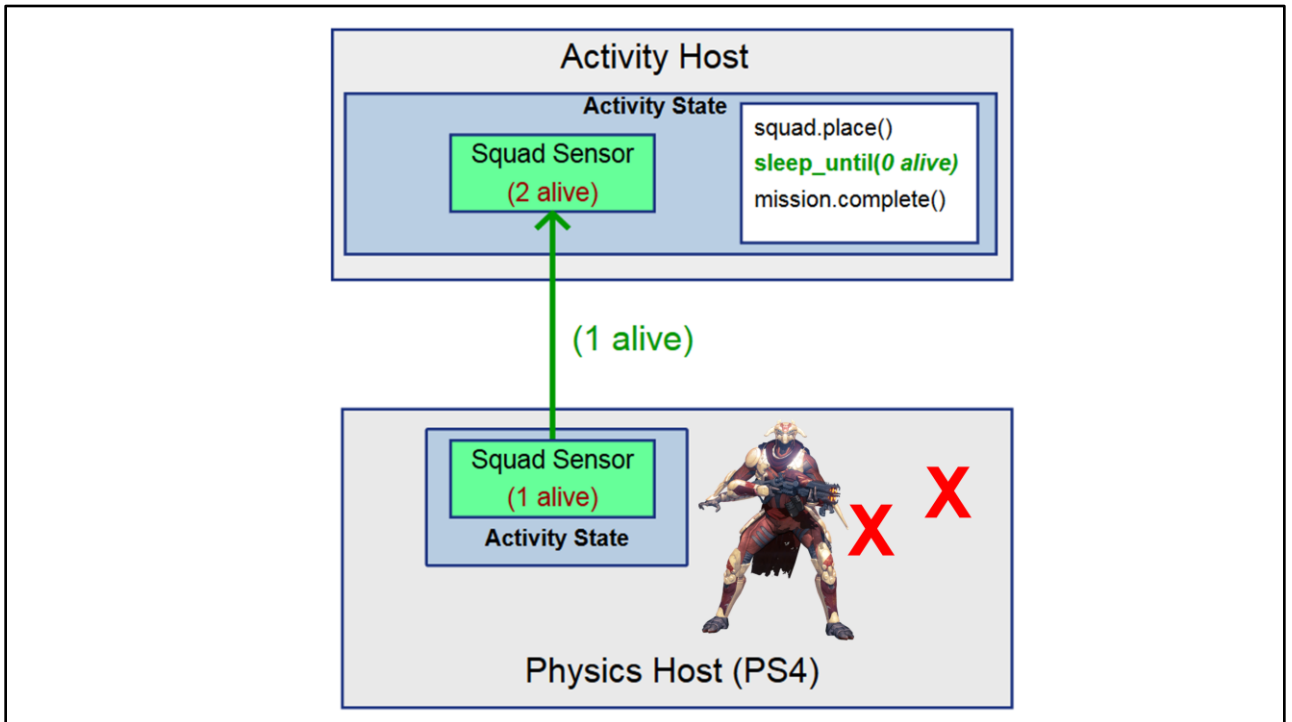 Activity Host
Activity State
Squad Sensor
(2 alive)
squad.place()
sleep_until(0 alive)
mission.complete()
(1 alive)
Squad Sensor
(1 alive)
Activity State
X
X
Physics Host (PS4)